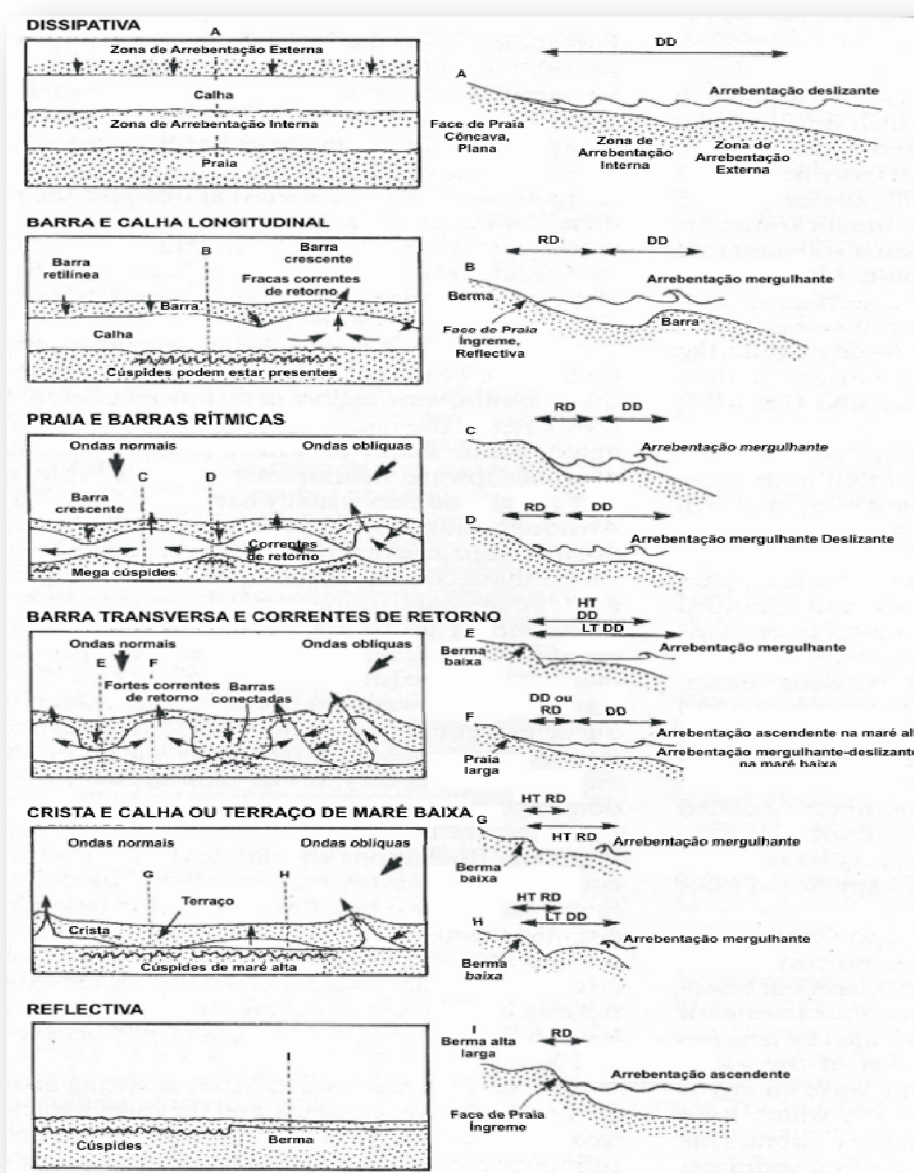 DISSIPATIVA
A
Zona de Arrebentação Externa
Calha
Zona de Arrebentação Interna
Praia
DD
A
Arrebentação deslizante
Face de Praia
Côncava,
Plana
Zona de
Arrebentação
Interna
Zona de
Arrebentação
Externa
BARRA E CALHA LONGITUDINAL
B
Barra
retilínea
Barra
crescente
Fracas correntes
de retorno
Barra
Calha
Cúspides podem estar presentes
RD
DD
B
Berma
Arrebentação mergulhante
Face de Praia
Íngreme,
Reflectiva
Barra
PRAIA E BARRAS RÍTMICAS
Ondas normais
Ondas oblíquas
C
D
Barra
crescente
Correntes
de retorno
Mega cúspides
RD
DD
C
Arrebentação mergulhante
D
RD
DD
Arrebentação mergulhante Deslizante
BARRA TRANSVERSA E CORRENTES DE RETORNO
Ondas normais
Ondas oblíquas
E
F
Fortes correntes
de retorno
Barras
conectadas
HT
DD
LT DD
E
Berma
baixa
Arrebentação mergulhante
DD ou
RD
DD
F
Arrebentação ascendente na maré al
Praia
larga
Arrebentação mergulhante-deslizante
na maré baixa
CRISTA E CALHA OU TERRAÇO DE MARÉ BAIXA
Ondas normais
Ondas oblíquas
G
H
Terraço
Crista
Cúspides de maré alta
HT RD
G
HT RD
Arrebentação mergulhante
Berma
baixa
HT RD
LT DD
H
Arrebentação mergulhante
Berma
baixa
REFLECTIVA
I
Cúspides
Berma
I
RD
Berma alta
larga
Arrebentação ascendente
Face de Praia
Íngreme